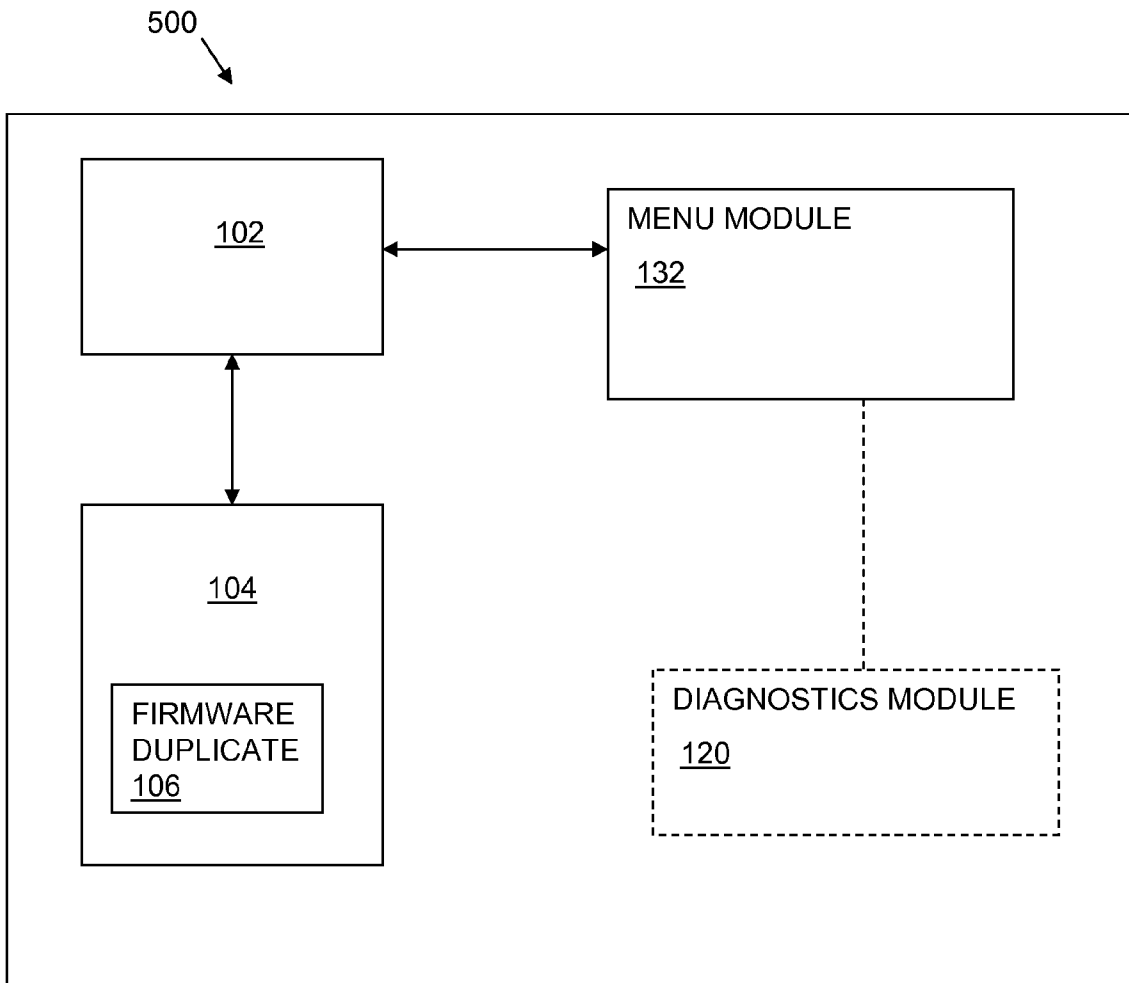 500
102
MENU MODULE
132
104
FIRMWARE
DUPLICATE
106
DIAGNOSTICS MODULE
120